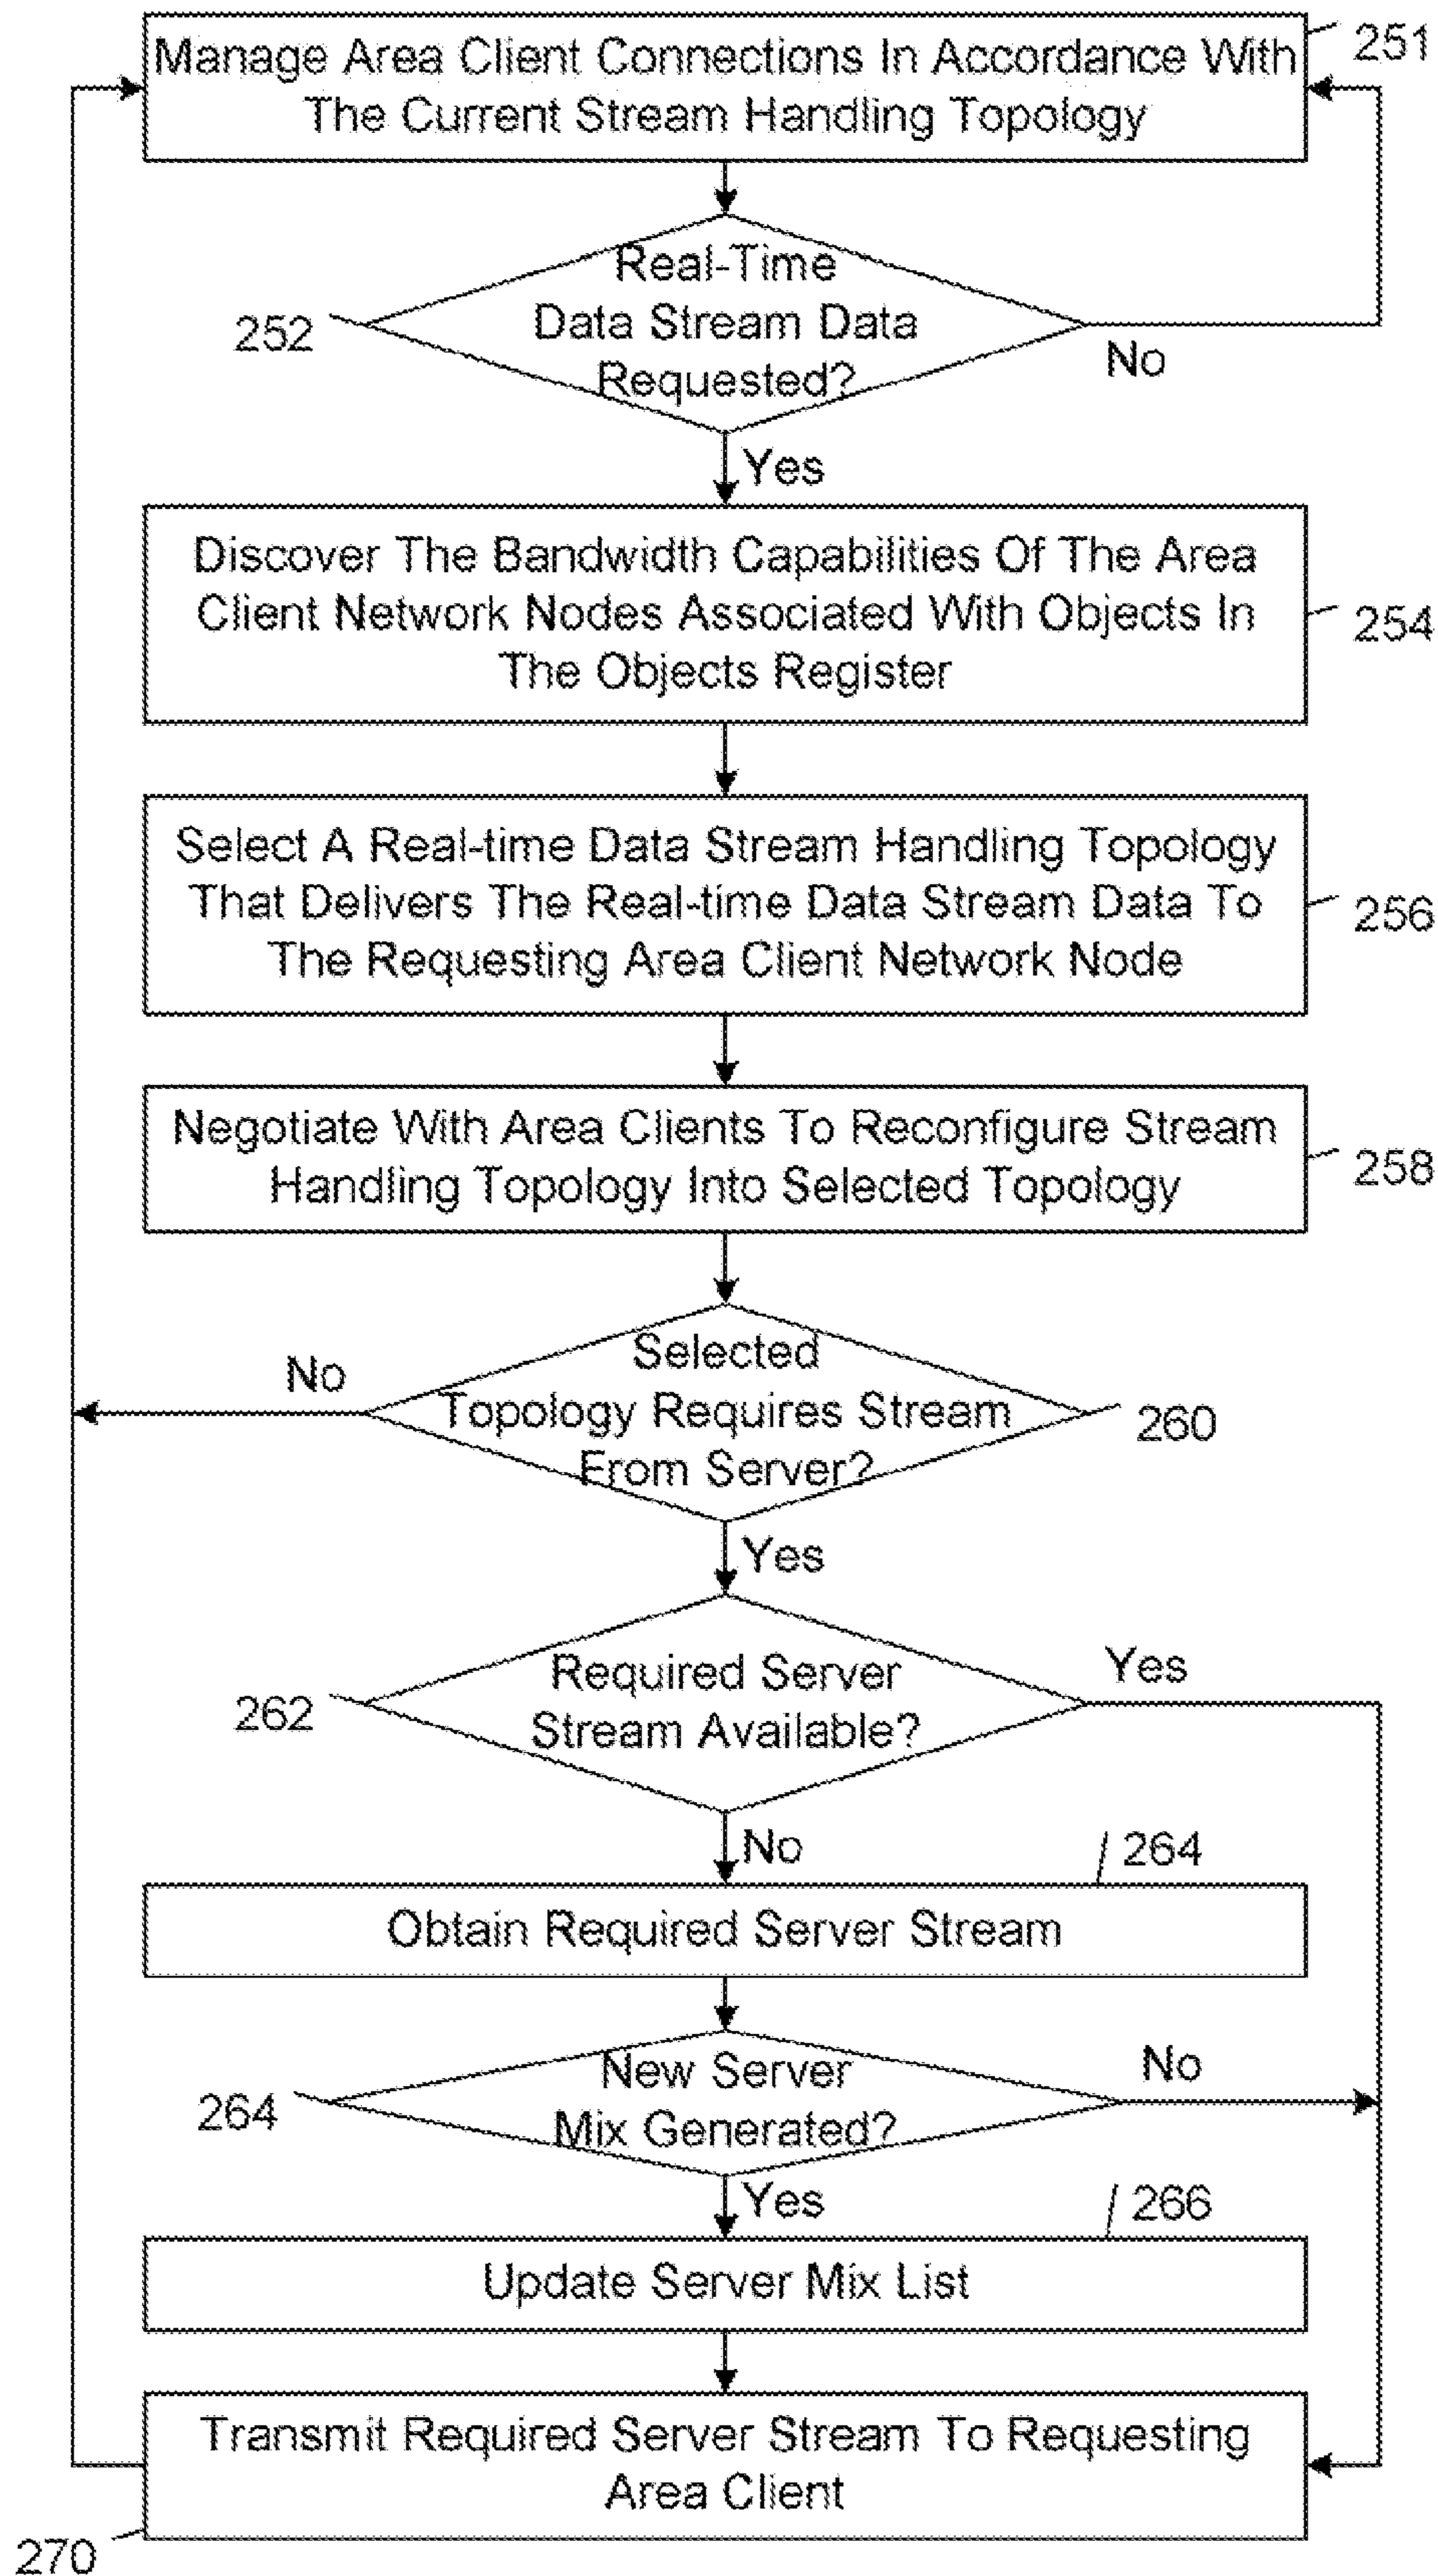 Manage Area Client Connections In Accordance With
The Current Stream Handling Topology
251
Real-Time
Data Stream Data
Requested?
252
No
Yes
Discover The Bandwidth Capabilities Of The Area
Client Network Nodes Associated With Objects In
The Objects Register
254
Select A Real-time Data Stream Handling Topology
That Delivers The Real-time Data Stream Data To
The Requesting Area Client Network Node
256
Negotiate With Area Clients To Reconfigure Stream
Handling Topology Into Selected Topology
258
No
Selected
Topology Requires Stream
From Server?
260
Yes
Required Server
Stream Available?
Yes
262
No
264
Obtain Required Server Stream
New Server
Mix Generated?
No
264
Yes
266
Update Server Mix List
Transmit Required Server Stream To Requesting
Area Client
270